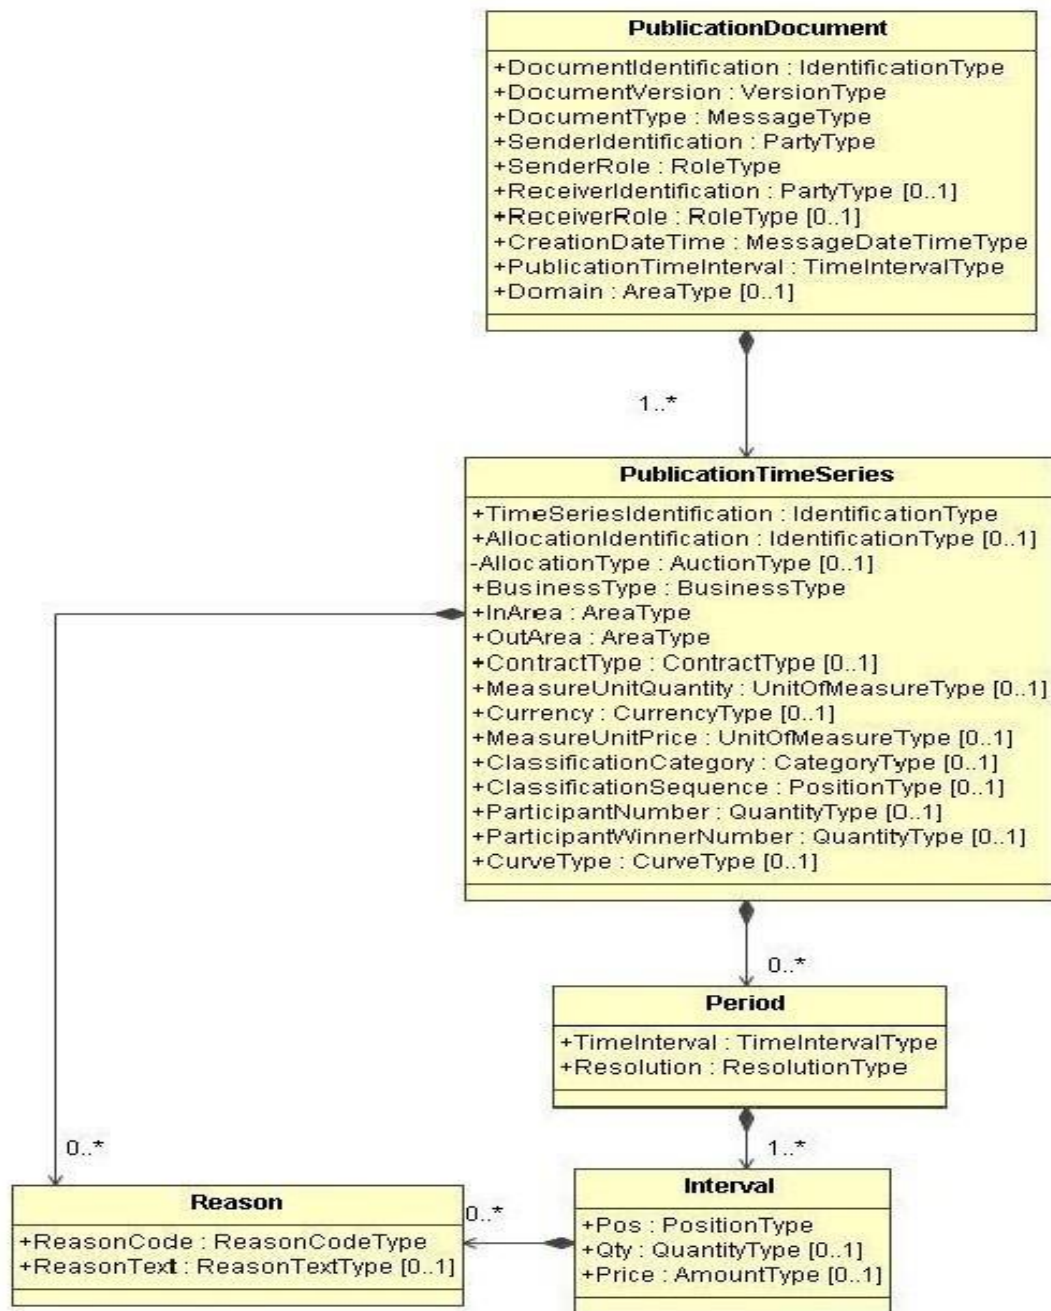 PublicationDocument
+DocumentIdentification : IdentificationType
+DocumentVersion : VersionType
+DocumentType : MessageType
+SenderIdentification : PartyType
+SenderRole : RoleType
+ReceiverIdentification : PartyType [0..1]
+ReceiverRole : RoleType [0..1]
+CreationDateTime : MessageDateTimeType
+PublicationTimeInterval : TimeIntervalType
+Domain : AreaType [0..1]
1..*
PublicationTimeSeries
+TimeSeriesIdentification : IdentificationType
+AllocationIdentification : IdentificationType [0..1]
-AllocationType : AuctionType [0..1]
+BusinessType : BusinessType
+InArea : AreaType
+OutArea : AreaType
+ContractType : ContractType [0..1]
+MeasureUnitQuantity : UnitOfMeasureType [0..1]
+Currency : CurrencyType [0..1]
+MeasureUnitPrice : UnitOfMeasureType [0..1]
+ClassificationCategory : CategoryType [0..1]
+ClassificationSequence : PositionType [0..1]
+ParticipantNumber : QuantityType [0..1]
+ParticipantWinnerNumber : QuantityType [0..1]
+CurveType : CurveType [0..1]
0..*
Period
+TimeInterval : TimeIntervalType
+Resolution : ResolutionType
0..*
1..*
Reason
+ReasonCode : ReasonCodeType
+ReasonText : ReasonTextType [0..1]
0..*
Interval
+Pos : PositionType
+Qty : QuantityType [0..1]
+Price : AmountType [0..1]